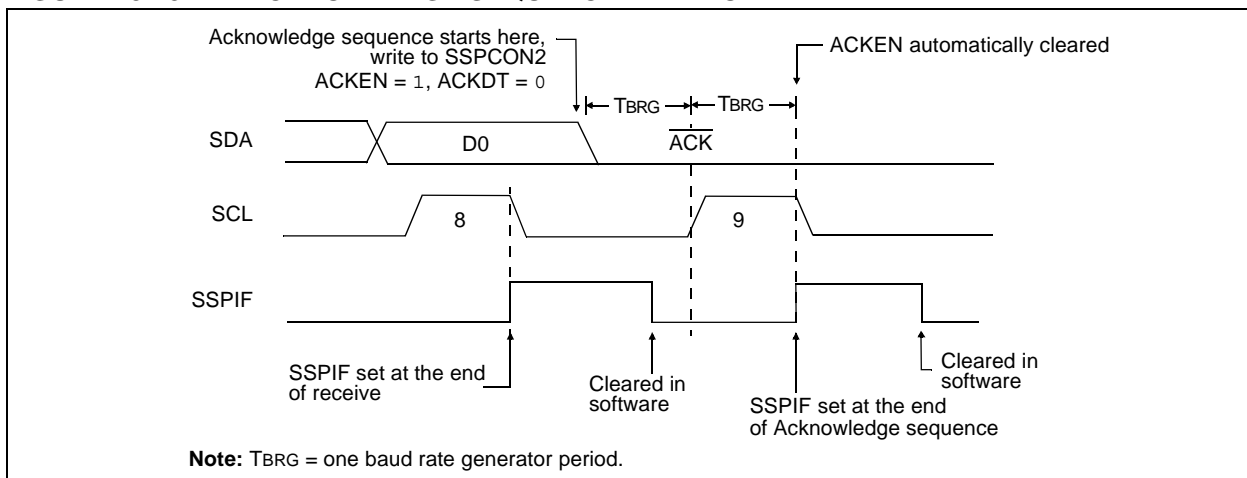 Acknowledge sequence starts here,
write to SSPCON2
ACKEN = 1, ACKDT = 0
ACKEN automatically cleared
TBRG
TBRG
SDA
D0
ACK
SCL
8
9
SSPIF
SSPIF set at the end
of receive
Cleared in
software
SSPIF set at the end
of Acknowledge sequence
Cleared in
software
Note: TBRG = one baud rate generator period.